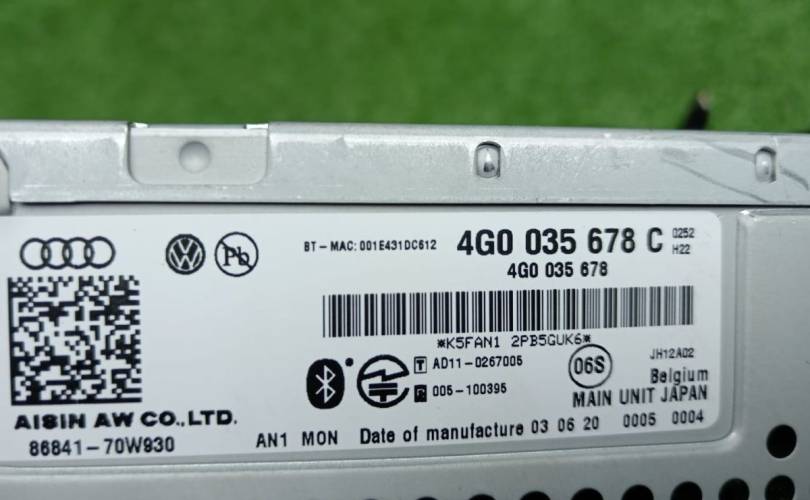 BT-MAC:001E431DC612 4G0 035 678 C 0252
H22
Pb
4G0 035 678
*K5FAN1 2PB5GUK6*
T AD11-0267005
005-100395
06S
JH12A02
Belgium
MAIN UNIT JAPAN
AISIN AW CO.,LTD.
86841-70W930
AN1 MON Date of manufacture 03 06 20 0005 0004